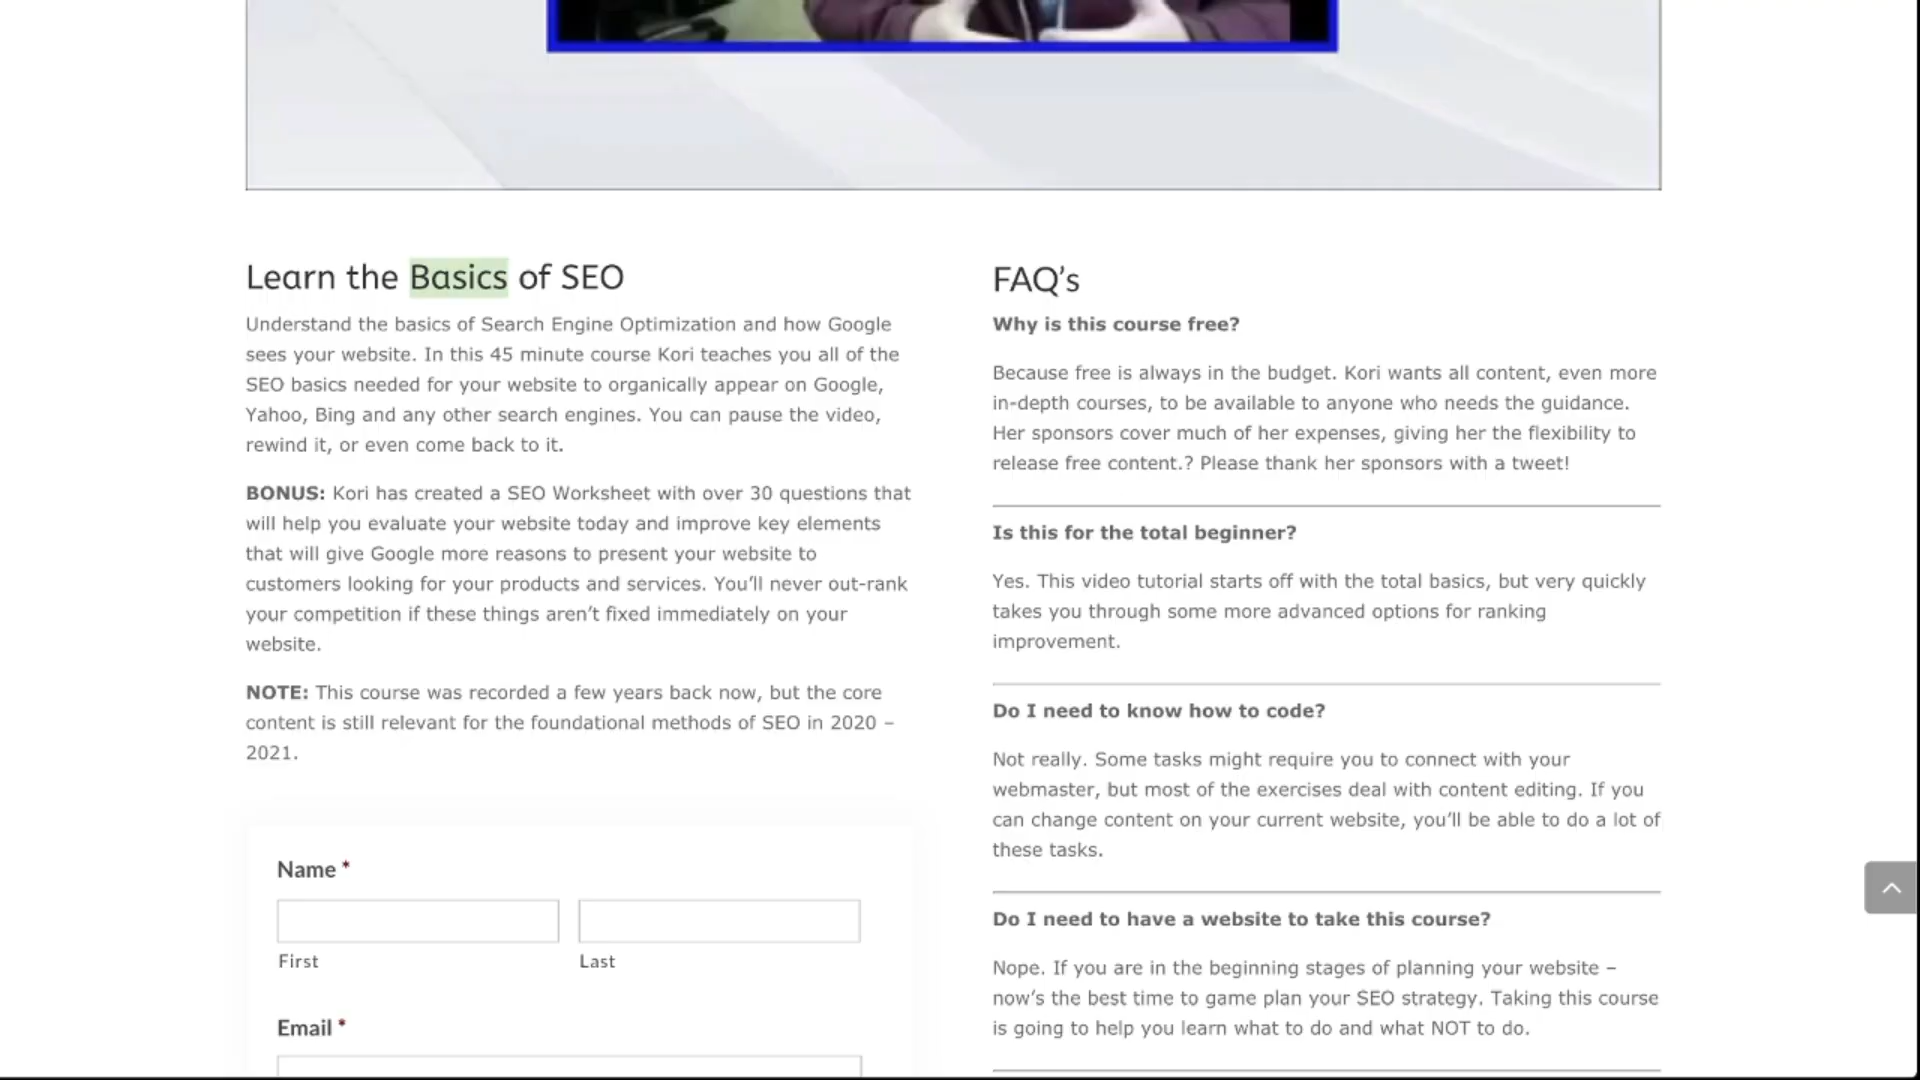 Learn the Basics of SEO
Understand the basics of Search Engine Optimization and how Google
sees your website. In this 45 minute course Kori teaches you all of the
SEO basics needed for your website to organically appear on Google,
Yahoo, Bing and any other search engines. You can pause the video,
rewind it, or even come back to it.
BONUS: Kori has created a SEO Worksheet with over 30 questions that
will help you evaluate your website today and improve key elements
that will give Google more reasons to present your website to
customers looking for your products and services. You’ll never out-rank
your competition if these things aren’t fixed immediately on your
website.
NOTE: This course was recorded a few years back now, but the core
content is still relevant for the foundational methods of SEO in 2020 –
2021.
Name *
First Last
Email *
FAQ’s
Why is this course free?
Because free is always in the budget. Kori wants all content, even more
in-depth courses, to be available to anyone who needs the guidance.
Her sponsors cover much of her expenses, giving her the flexibility to
release free content.? Please thank her sponsors with a tweet!
Is this for the total beginner?
Yes. This video tutorial starts off with the total basics, but very quickly
takes you through some more advanced options for ranking
improvement.
Do I need to know how to code?
Not really. Some tasks might require you to connect with your
webmaster, but most of the exercises deal with content editing. If you
can change content on your current website, you’ll be able to do a lot of
these tasks.
Do I need to have a website to take this course?
Nope. If you are in the beginning stages of planning your website –
now’s the best time to game plan your SEO strategy. Taking this course
is going to help you learn what to do and what NOT to do.